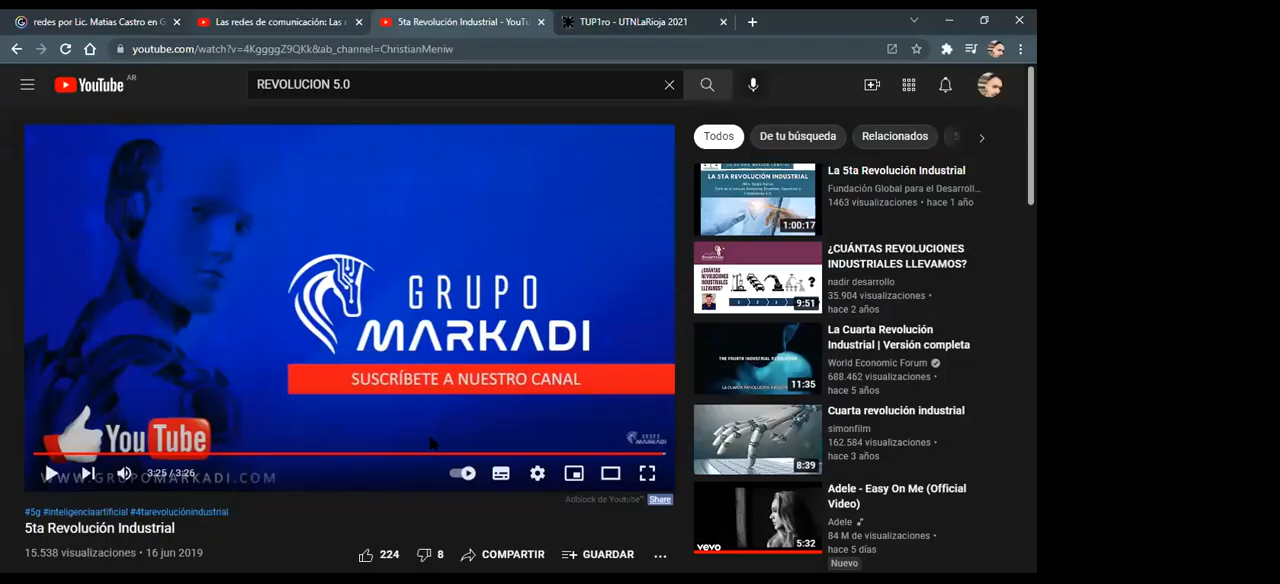 redes por Lic. Matias Castro en G
Las redes de comunicación: Las
5ta Revolución Industrial - YouTu
TUP1ro - UTNLaRioja 2021
youtube.com/watch?v=4KggggZ9QKk&ab_channel=ChristianMeniw
YouTube AR
REVOLUCION 5.0
GRUPO
MARKADI
SUSCRÍBETE A NUESTRO CANAL
YouTube
GRUPO
MARKADI
3:25 / 3:26
WWW.GRUPOMARKADI.COM
Adblock de Youtube™ Share
#5g #inteligenciaartificial #4tarevoluciónindustrial
5ta Revolución Industrial
15.538 visualizaciones • 16 jun 2019
224
8
COMPARTIR
GUARDAR
Todos
De tu búsqueda
Relacionados
LA 5TA REVOLUCIÓN INDUSTRIAL
1:00:17
La 5ta Revolución Industrial
Fundación Global para el Desarroll...
1463 visualizaciones • hace 1 año
¿CUÁNTAS
REVOLUCIONES
INDUSTRIALES
LLEVAMOS?
9:51
¿CUÁNTAS REVOLUCIONES
INDUSTRIALES LLEVAMOS?
nadir desarrollo
35.904 visualizaciones •
hace 2 años
THE FOURTH INDUSTRIAL REVOLUTION
LA CUARTA REVOLUCIÓN INDUSTRIAL
11:35
La Cuarta Revolución
Industrial | Versión completa
World Economic Forum
688.462 visualizaciones •
hace 5 años
8:39
Cuarta revolución industrial
simonfilm
162.584 visualizaciones •
hace 3 años
vevo
5:32
Adele - Easy On Me (Official
Video)
Adele
84 M de visualizaciones •
hace 5 días
Nuevo